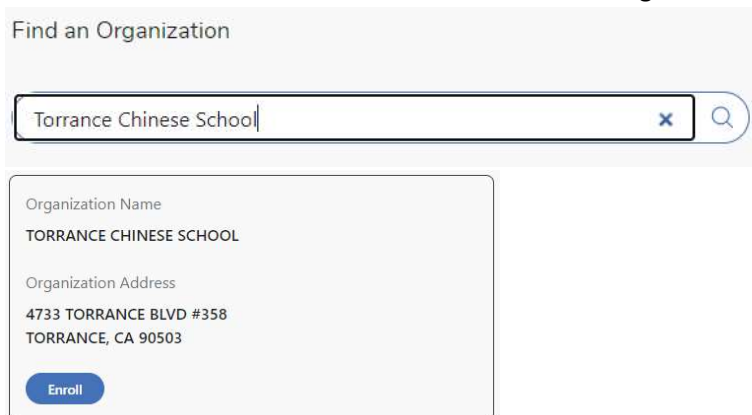 Find an Organization
Torrance Chinese School
Organization Name
TORRANCE CHINESE SCHOOL
Organization Address
4733 TORRANCE BLVD #358
TORRANCE, CA 90503
Enroll